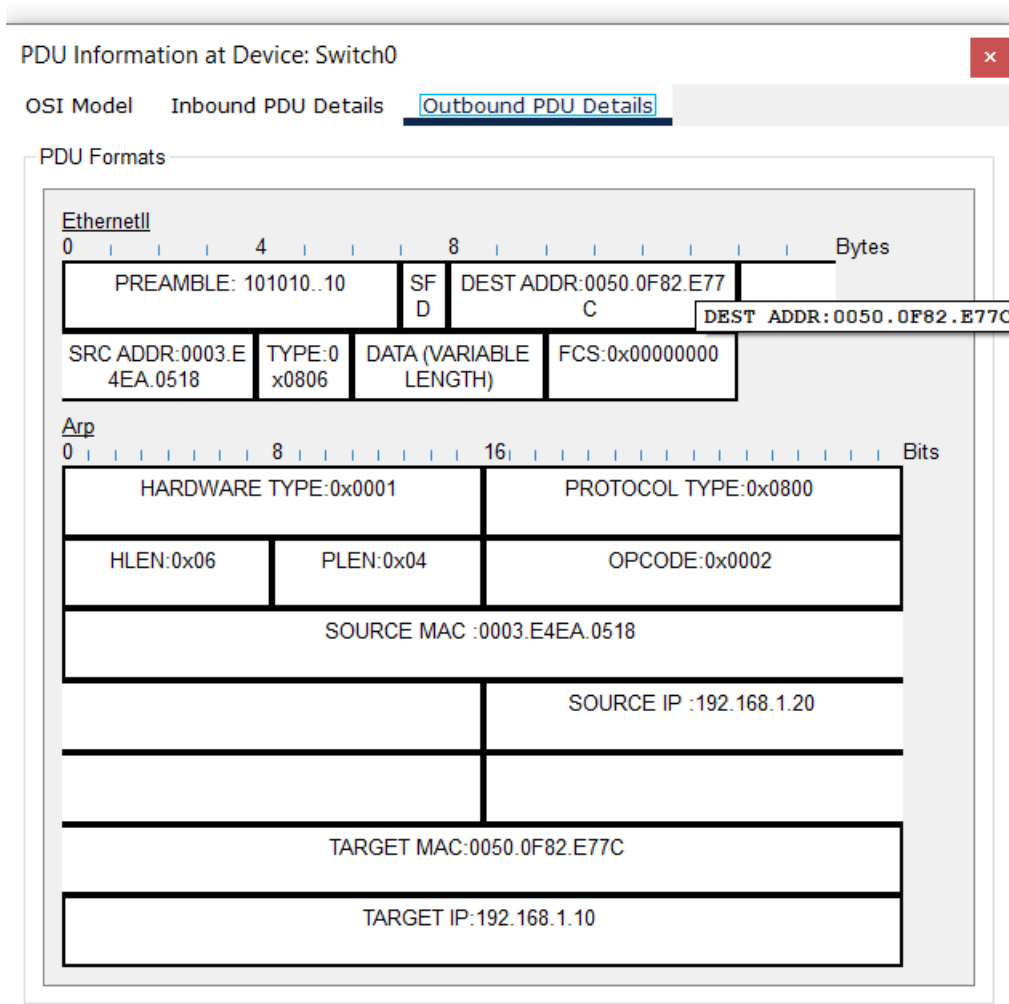 PDU Information at Device: Switch0
×
OSI Model Inbound PDU Details Outbound PDU Details
PDU Formats
EthernetII
0 4 8 Bytes
PREAMBLE: 101010..10 SF DEST ADDR:0050.0F82.E77
D C
DEST ADDR:0050.0F82.E77C
SRC ADDR:0003.E TYPE:0 DATA (VARIABLE FCS:0x00000000
4EA.0518 x0806 LENGTH)
Arp
0 8 16 Bits
HARDWARE TYPE:0x0001 PROTOCOL TYPE:0x0800
HLEN:0x06 PLEN:0x04 OPCODE:0x0002
SOURCE MAC :0003.E4EA.0518
SOURCE IP :192.168.1.20
TARGET MAC:0050.0F82.E77C
TARGET IP:192.168.1.10